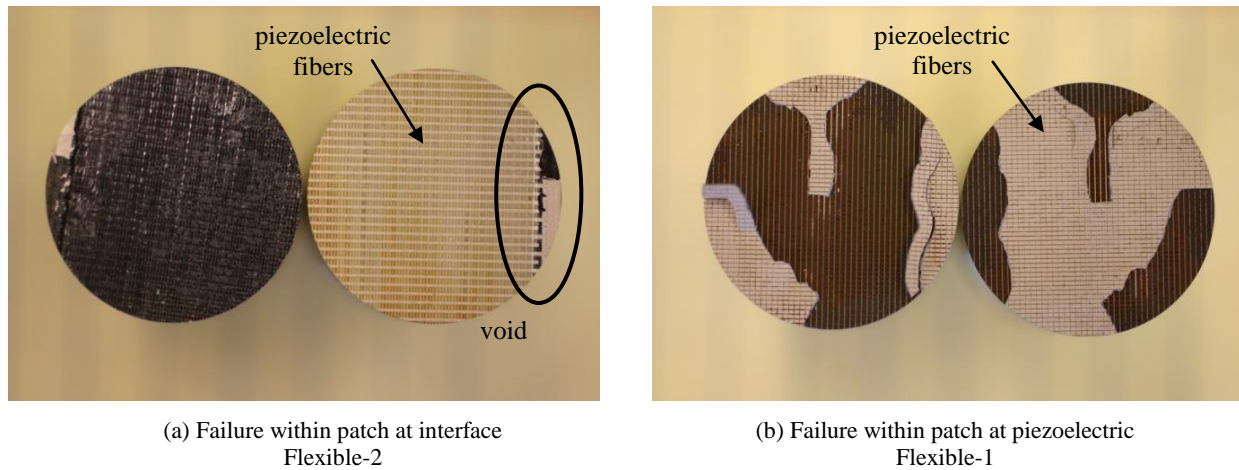 piezoelectric
fibers
void
(a) Failure within patch at interface
Flexible-2
piezoelectric
fibers
(b) Failure within patch at piezoelectric
Flexible-1